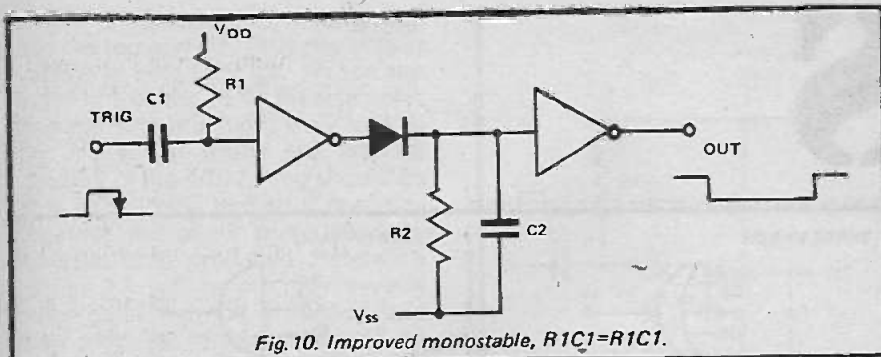 VDD
R1
C1
TRIG
OUT
R2
C2
Vss
Fig. 10. Improved monostable, R1C1=R1C1.